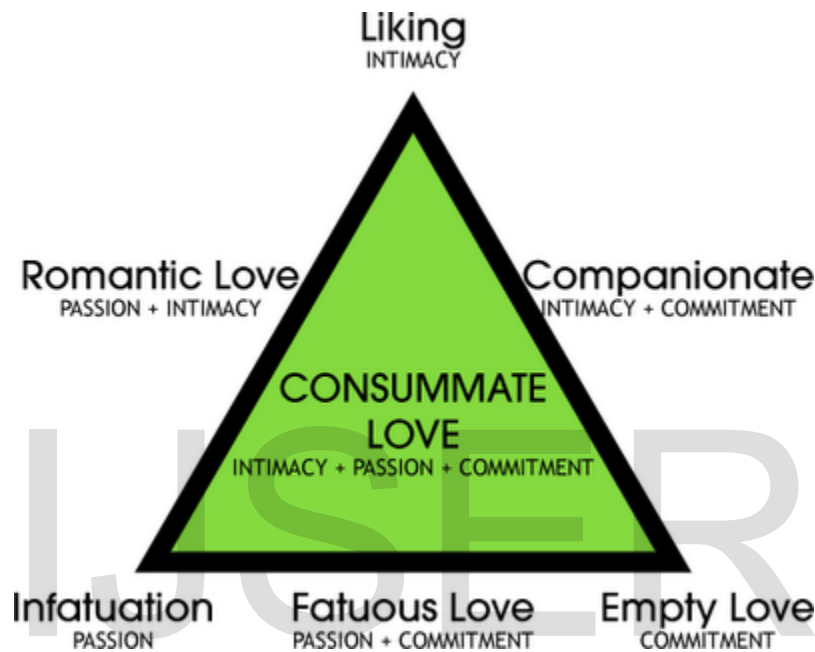 Liking
INTIMACY
Romantic Love
PASSION + INTIMACY
Companionate
INTIMACY + COMMITMENT
CONSUMMATE
LOVE
INTIMACY + PASSION + COMMITMENT
IJSER
Infatuation
PASSION
Fatuous Love
PASSION + COMMITMENT
Empty Love
COMMITMENT